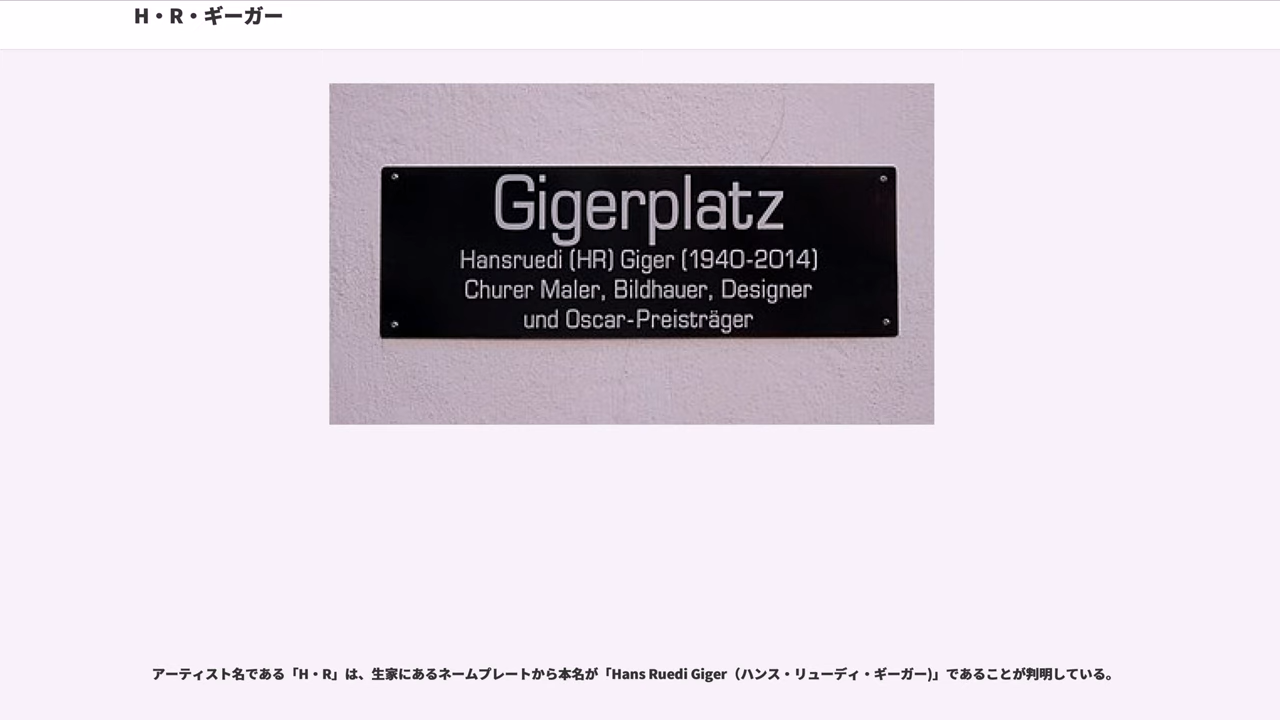 H・R・ギーガー
Gigerplatz
Hansruedi (HR) Giger (1940-2014)
Churer Maler, Bildhauer, Designer
und Oscar-Preisträger
アーティスト名である「H・R」は、生家にあるネームプレートから本名が「Hans Ruedi Giger（ハンス・リューディ・ギーガー)」であることが判明している。